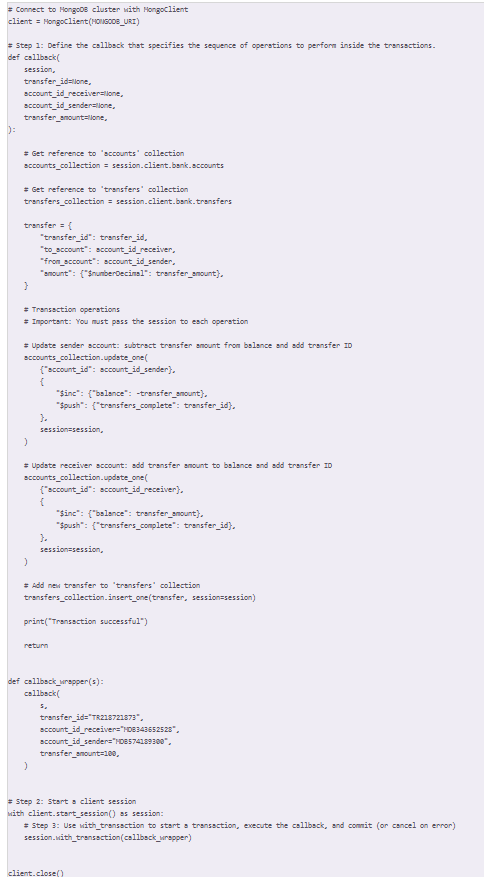 # Connect to MongoDB cluster with MongoClient
client = MongoClient(MONGODB_URI)

# Step 1: Define the callback that specifies the sequence of operations to perform inside the transactions.
def callback(
    session,
    transfer_id=None,
    account_id_receiver=None,
    account_id_sender=None,
    transfer_amount=None,
):

    # Get reference to 'accounts' collection
    accounts_collection = session.client.bank.accounts

    # Get reference to 'transfers' collection
    transfers_collection = session.client.bank.transfers

    transfer = {
        "transfer_id": transfer_id,
        "to_account": account_id_receiver,
        "from_account": account_id_sender,
        "amount": {"$numberDecimal": transfer_amount},
    }

    # Transaction operations
    # Important: You must pass the session to each operation

    # Update sender account: subtract transfer amount from balance and add transfer ID
    accounts_collection.update_one(
        {"account_id": account_id_sender},
        {
            "$inc": {"balance": -transfer_amount},
            "$push": {"transfers_complete": transfer_id},
        },
        session=session,
    )

    # Update receiver account: add transfer amount to balance and add transfer ID
    accounts_collection.update_one(
        {"account_id": account_id_receiver},
        {
            "$inc": {"balance": transfer_amount},
            "$push": {"transfers_complete": transfer_id},
        },
        session=session,
    )

    # Add new transfer to 'transfers' collection
    transfers_collection.insert_one(transfer, session=session)

    print("Transaction successful")

    return


def callback_wrapper(s):
    callback(
        s,
        transfer_id="TR218721873",
        account_id_receiver="MDB343652528",
        account_id_sender="MDB574189300",
        transfer_amount=100,
    )


# Step 2: Start a client session
with client.start_session() as session:
    # Step 3: Use with_transaction to start a transaction, execute the callback, and commit (or cancel on error)
    session.with_transaction(callback_wrapper)


client.close()